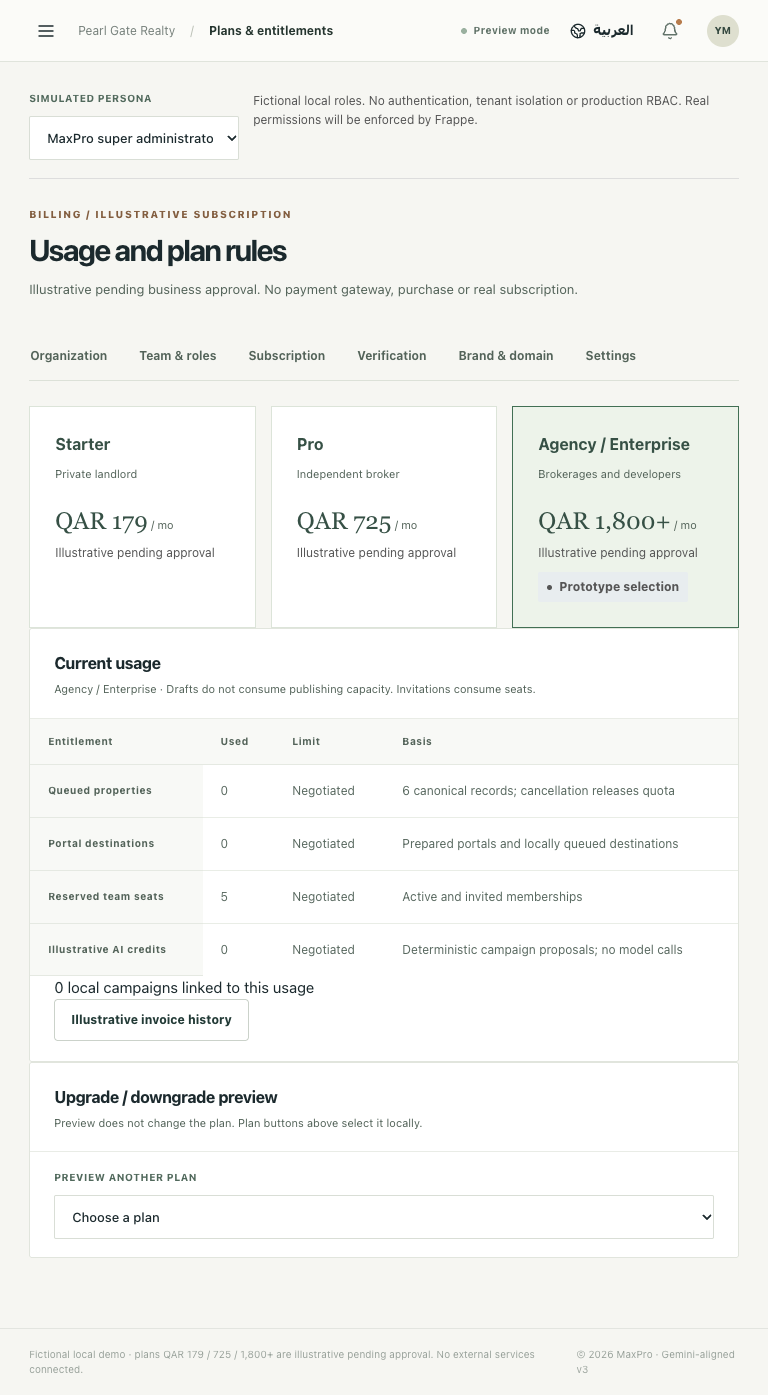 Pearl Gate Realty / Plans & entitlements Preview mode العربية YM
SIMULATED PERSONA
MaxPro super administrato
Fictional local roles. No authentication, tenant isolation or production RBAC. Real
permissions will be enforced by Frappe.
BILLING / ILLUSTRATIVE SUBSCRIPTION
Usage and plan rules
Illustrative pending business approval. No payment gateway, purchase or real subscription.
Organization Team & roles Subscription Verification Brand & domain Settings
Starter
Private landlord
QAR 179 / mo
Illustrative pending approval
Pro
Independent broker
QAR 725 / mo
Illustrative pending approval
Agency / Enterprise
Brokerages and developers
QAR 1,800+ / mo
Illustrative pending approval
Prototype selection
Current usage
Agency / Enterprise · Drafts do not consume publishing capacity. Invitations consume seats.
Entitlement Used Limit Basis
Queued properties 0 Negotiated 6 canonical records; cancellation releases quota
Portal destinations 0 Negotiated Prepared portals and locally queued destinations
Reserved team seats 5 Negotiated Active and invited memberships
Illustrative AI credits 0 Negotiated Deterministic campaign proposals; no model calls
0 local campaigns linked to this usage
Illustrative invoice history
Upgrade / downgrade preview
Preview does not change the plan. Plan buttons above select it locally.
PREVIEW ANOTHER PLAN
Choose a plan
Fictional local demo · plans QAR 179 / 725 / 1,800+ are illustrative pending approval. No external services
connected.
© 2026 MaxPro · Gemini-aligned
v3